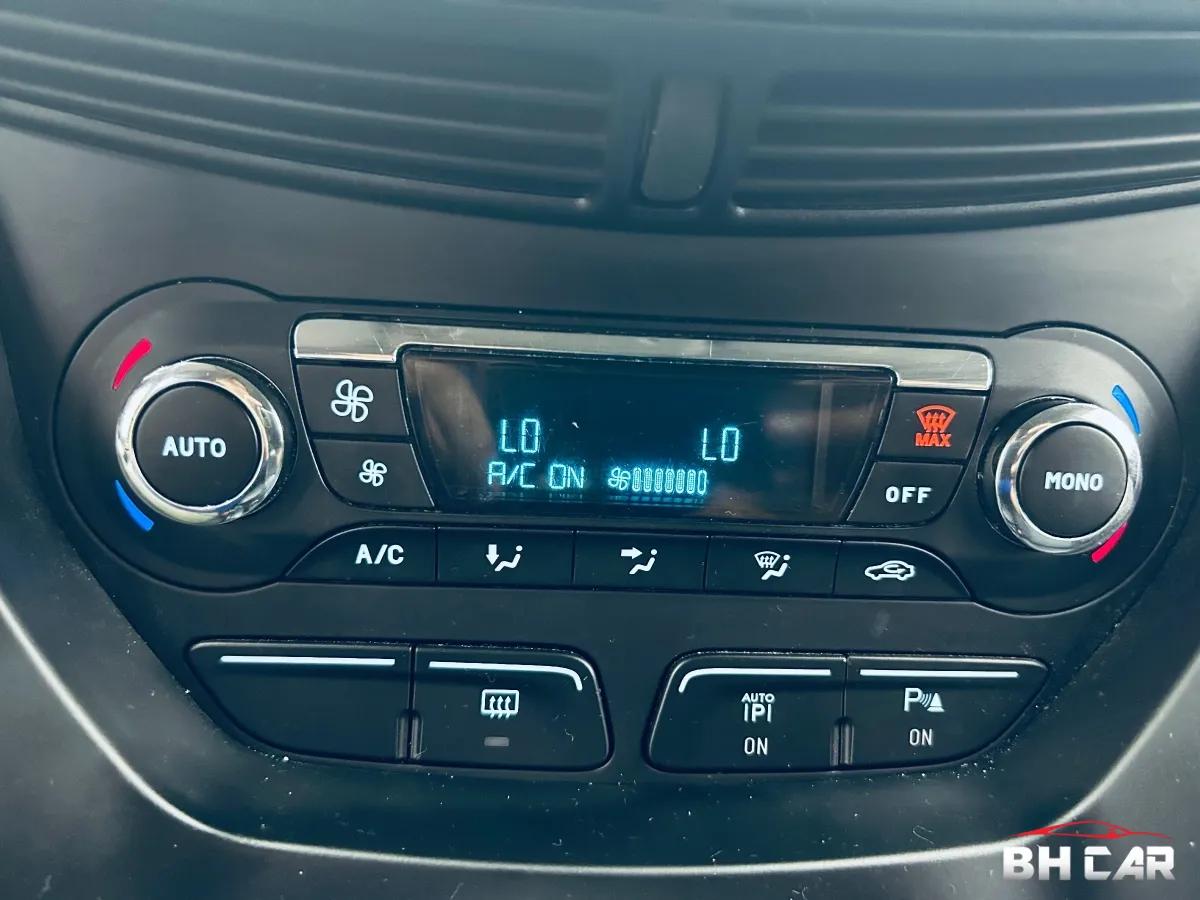 AUTO
LO LO
A/C ON
MAX
OFF
MONO
A/C
AUTO
P
ON
P
ON
BH CAR